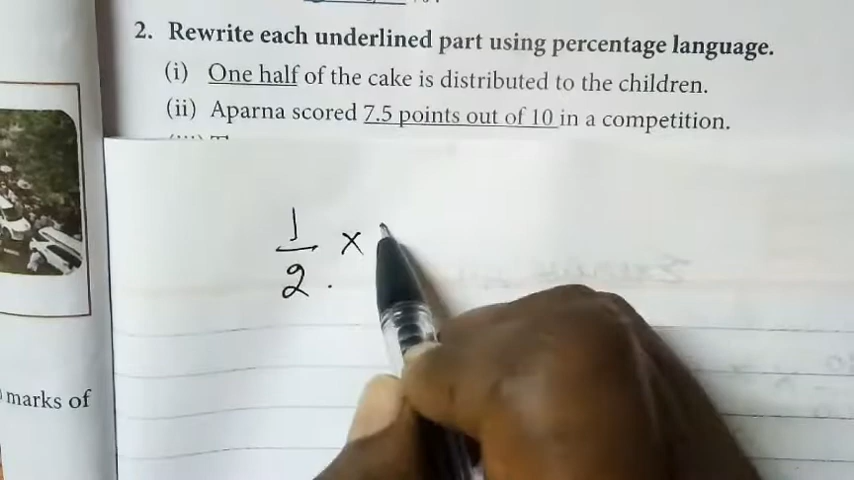 2. Rewrite each underlined part using percentage language.
(i) One half of the cake is distributed to the children.
(ii) Aparna scored 7.5 points out of 10 in a competition.
1/2 ×
marks of